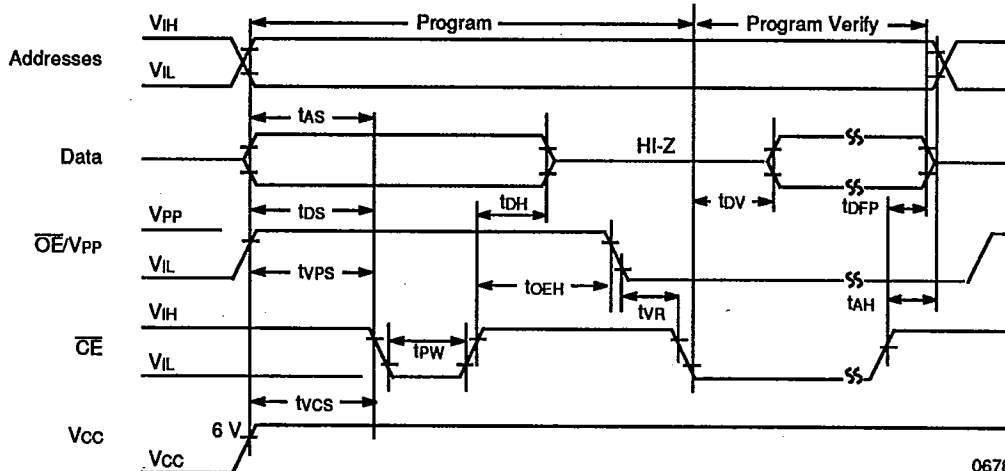 Program
Program Verify
Addresses
VIH
VIL
tAS
Data
HI-Z
tDS
tDH
tDV
tDFP
OE/VPP
VPP
VIL
tVPS
tOEH
tVR
tAH
CE
VIH
VIL
tPW
tVCS
VCC
6 V
VCC